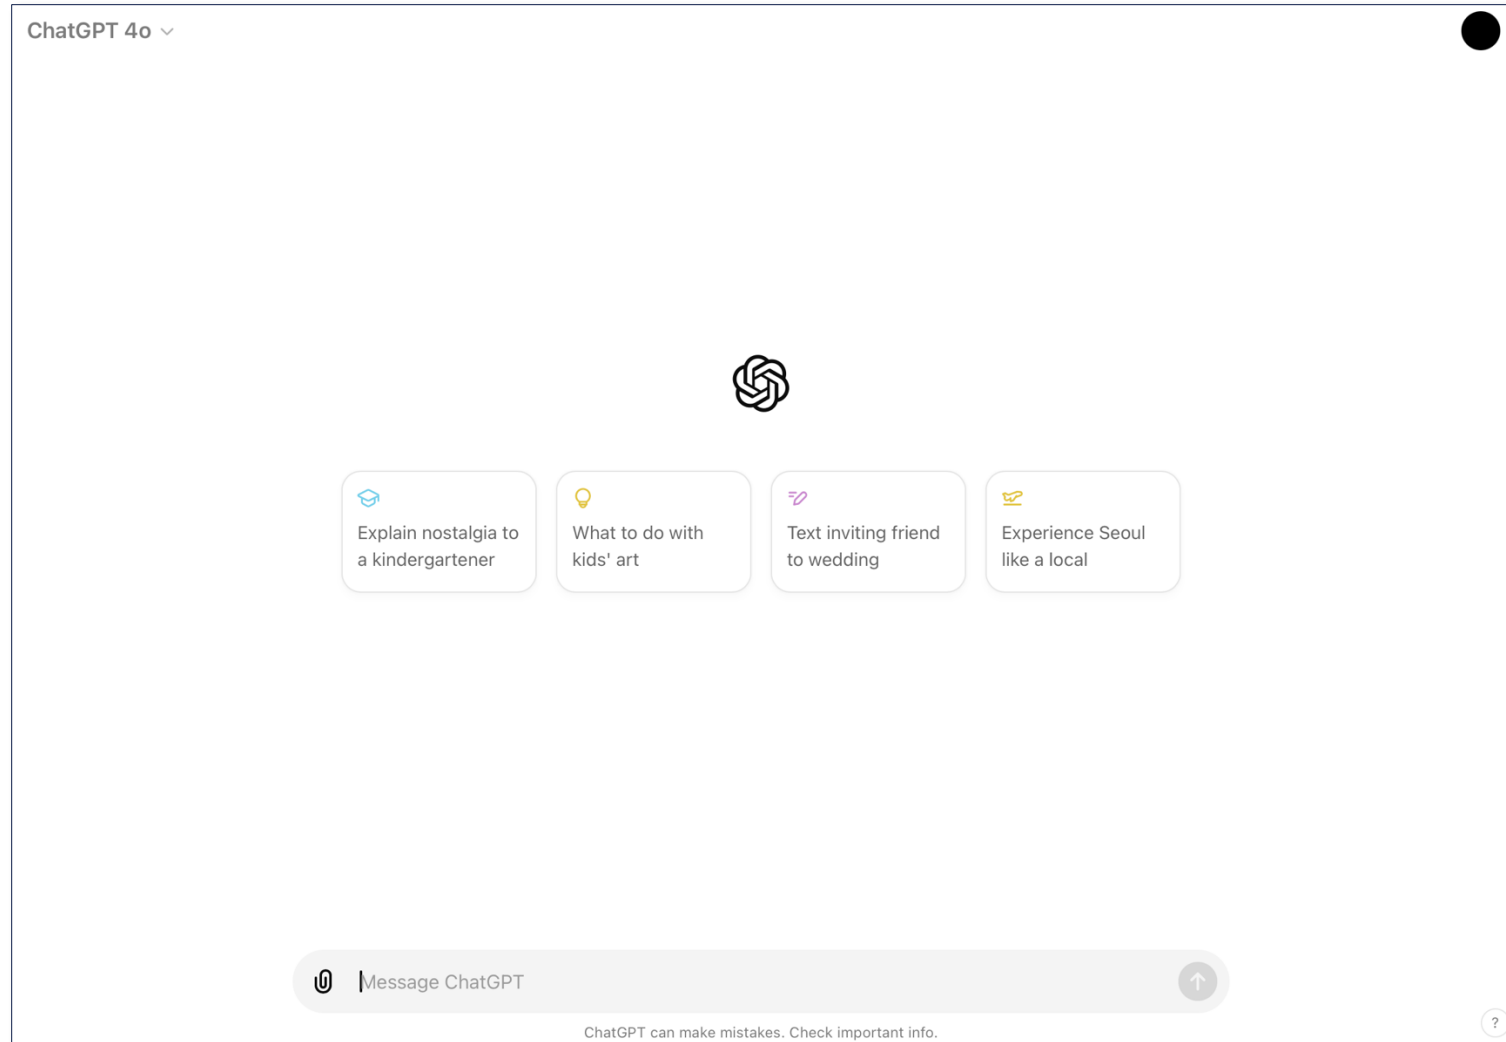 ChatGPT 4o
Explain nostalgia to
a kindergartener
What to do with
kids' art
Text inviting friend
to wedding
Experience Seoul
like a local
Message ChatGPT
ChatGPT can make mistakes. Check important info.
?